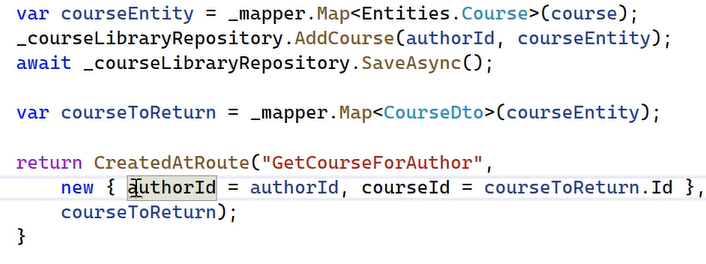 var courseEntity = _mapper.Map<Entities.Course>(course);
_courseLibraryRepository.AddCourse(authorId, courseEntity);
await _courseLibraryRepository.SaveAsync();
var courseToReturn = _mapper.Map<CourseDto>(courseEntity);
return CreatedAtRoute("GetCourseForAuthor",
new { authorId = authorId, courseId = courseToReturn.Id },
courseToReturn);
}